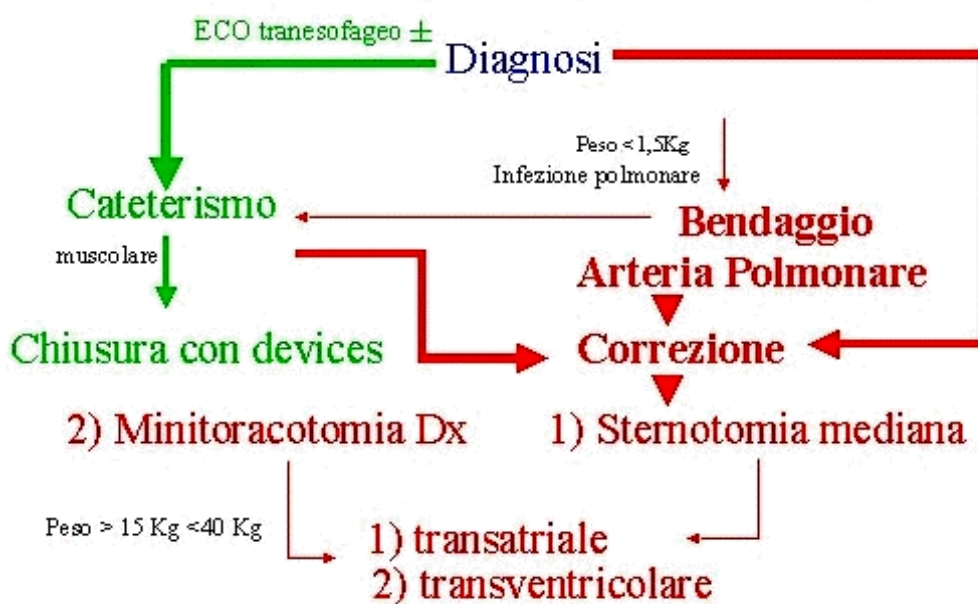 ECO tranesofageo ±
Diagnosi
Peso <1,5Kg
Infezione polmonare
Cateterismo
Bendaggio
muscolare
Arteria Polmonare
Chiusura con devices
Correzione
2) Minitoracotomia Dx
1) Sternotomia mediana
Peso > 15 Kg <40 Kg
1) transatriale
2) transventricolare